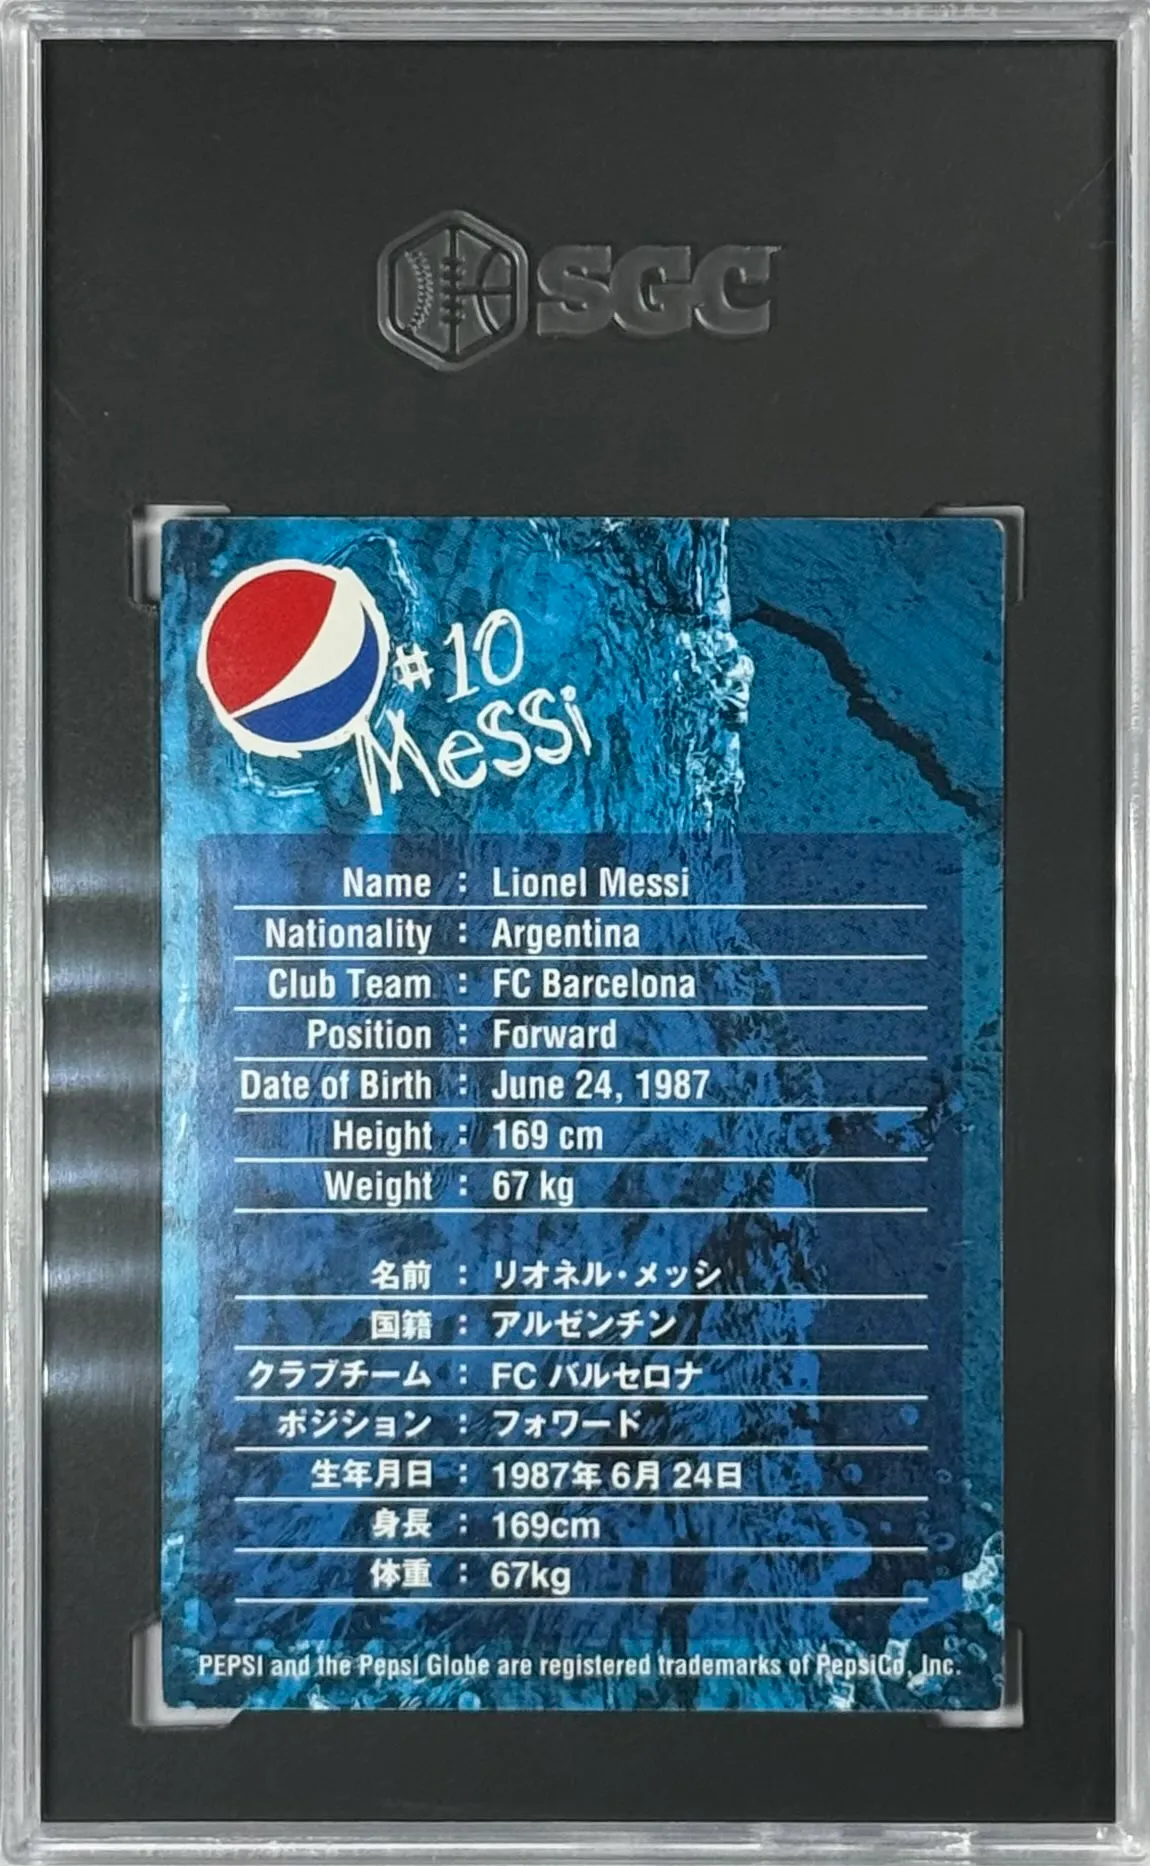 SGC
#10
Messi
Name : Lionel Messi
Nationality : Argentina
Club Team : FC Barcelona
Position : Forward
Date of Birth : June 24, 1987
Height : 169 cm
Weight : 67 kg
名前 : リオネル・メッシ
国籍 : アルゼンチン
クラブチーム : FC バルセロナ
ポジション : フォワード
生年月日 : 1987年 6月 24日
身長 : 169cm
体重 : 67kg
PEPSI and the Pepsi Globe are registered trademarks of PepsiCo, Inc.